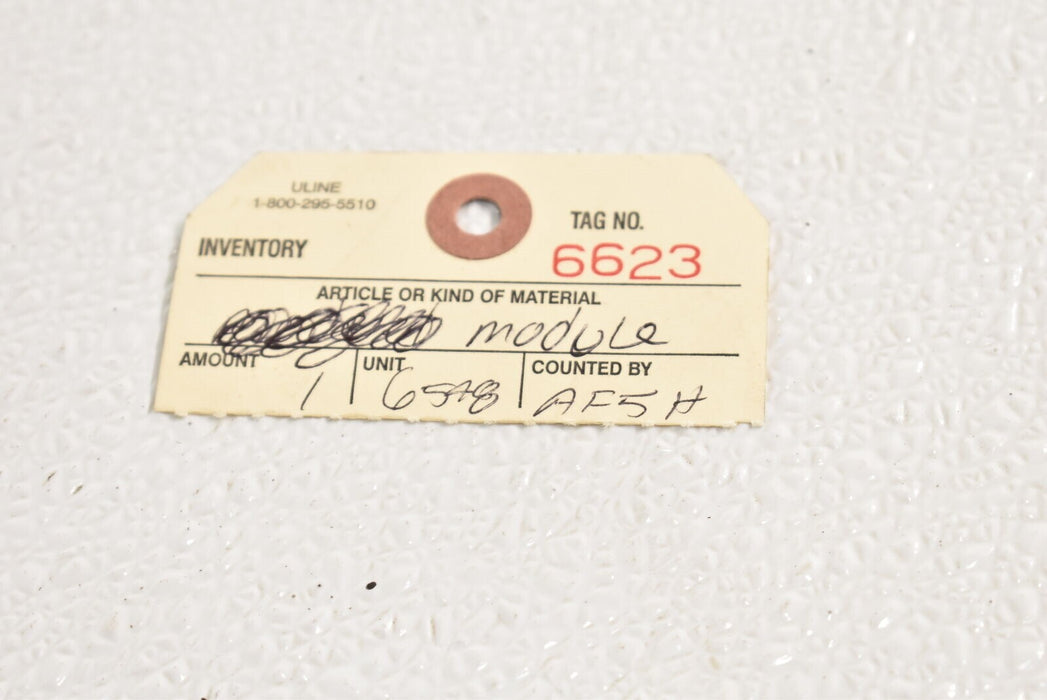 ULINE
1-800-295-5510
TAG NO.
INVENTORY
6623
ARTICLE OR KIND OF MATERIAL
module
AMOUNT UNIT COUNTED BY
1 AF5H